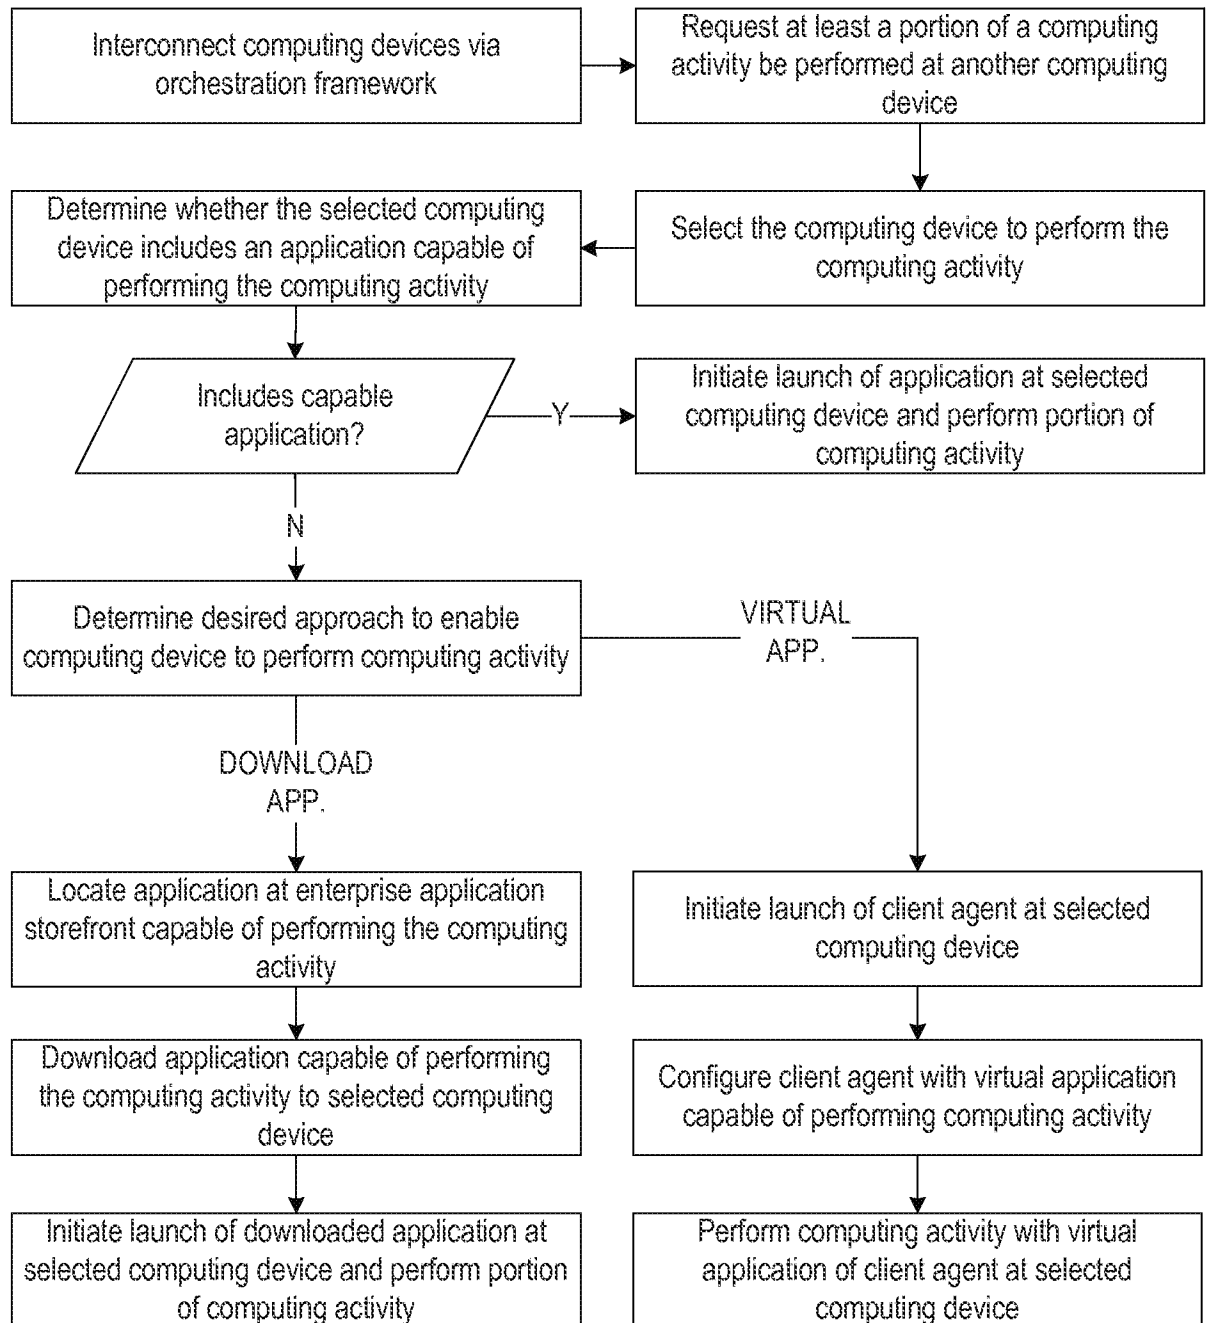 Interconnect computing devices via
orchestration framework
Request at least a portion of a computing
activity be performed at another computing
device
Select the computing device to perform the
computing activity
Determine whether the selected computing
device includes an application capable of
performing the computing activity
Includes capable
application?
Y
Initiate launch of application at selected
computing device and perform portion of
computing activity
N
Determine desired approach to enable
computing device to perform computing activity
VIRTUAL
APP.
DOWNLOAD
APP.
Locate application at enterprise application
storefront capable of performing the computing
activity
Initiate launch of client agent at selected
computing device
Download application capable of performing
the computing activity to selected computing
device
Configure client agent with virtual application
capable of performing computing activity
Initiate launch of downloaded application at
selected computing device and perform portion
of computing activity
Perform computing activity with virtual
application of client agent at selected
computing device